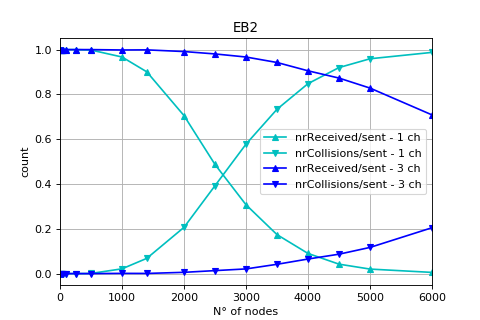 EB2
1.0
0.8
0.6
0.4
0.2
0.0
count
nrReceived/sent - 1 ch
nrCollisions/sent - 1 ch
nrReceived/sent - 3 ch
nrCollisions/sent - 3 ch
0 1000 2000 3000 4000 5000 6000
N° of nodes